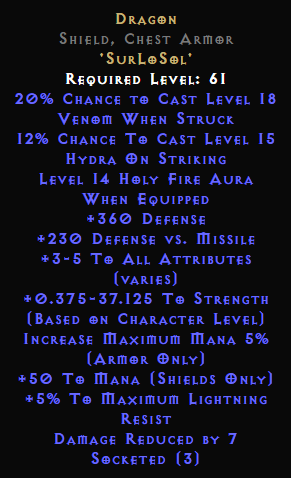 Dragon
Shield, Chest Armor
'SurLoSol'
Required Level: 61
20% Chance to Cast Level 18
Venom When Struck
12% Chance To Cast Level 15
Hydra On Striking
Level 14 Holy Fire Aura
When Equipped
+360 Defense
+230 Defense vs. Missile
+3-5 To All Attributes
(varies)
+0.375-37.125 To Strength
(Based on Character Level)
Increase Maximum Mana 5%
(Armor Only)
+50 To Mana (Shields Only)
+5% To Maximum Lightning
Resist
Damage Reduced by 7
Socketed (3)